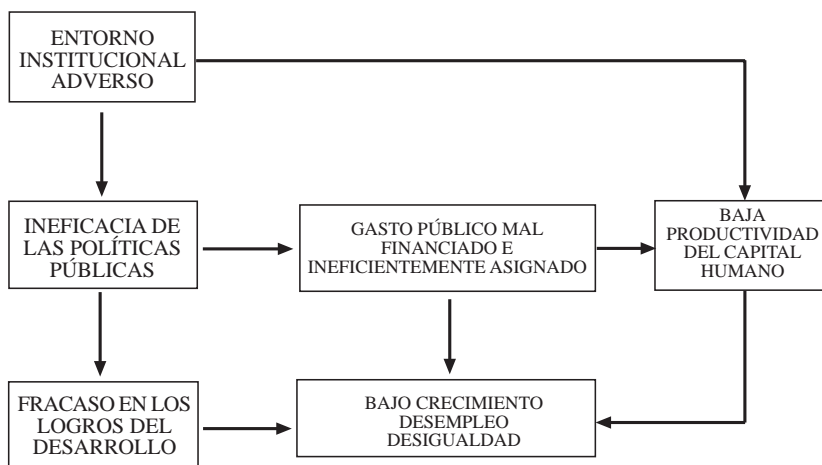 ENTORNO
INSTITUCIONAL
ADVERSO
INEFICACIA DE
LAS POLÍTICAS
PÚBLICAS
GASTO PÚBLICO MAL
FINANCIADO E
INEFICIENTEMENTE ASIGNADO
BAJA
PRODUCTIVIDAD
DEL CAPITAL
HUMANO
FRACASO EN LOS
LOGROS DEL
DESARROLLO
BAJO CRECIMIENTO
DESEMPLEO
DESIGUALDAD